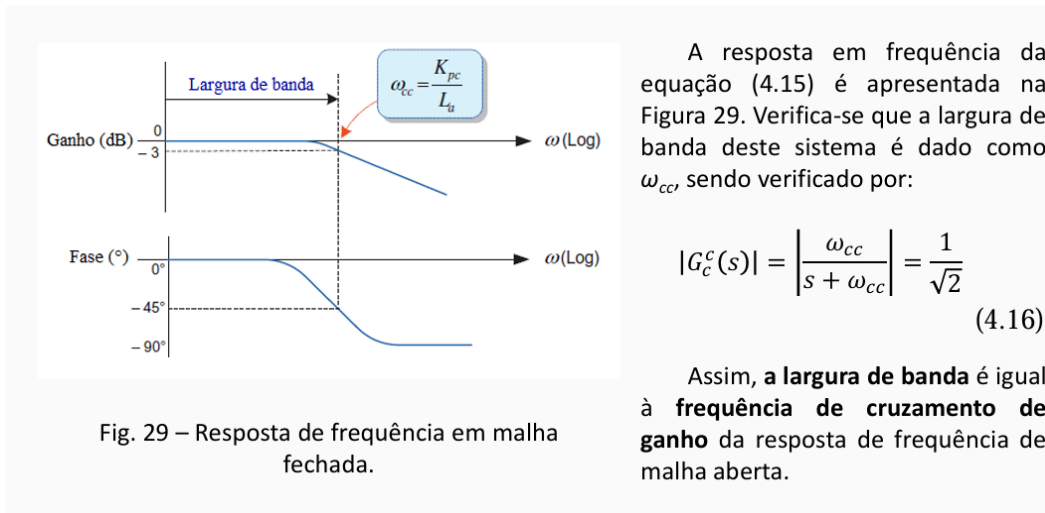 Largura de banda
ω_cc = K_pc / L_a
Ganho (dB)
0
− 3
ω(Log)
Fase (°)
0°
ω(Log)
− 45°
− 90°
Fig. 29 – Resposta de frequência em malha
fechada.
A resposta em frequência da
equação (4.15) é apresentada na
Figura 29. Verifica-se que a largura de
banda deste sistema é dado como
ω_cc, sendo verificado por:
|G_c^c(s)| = |ω_cc / (s + ω_cc)| = 1/√2
(4.16)
Assim, a largura de banda é igual
à frequência de cruzamento de
ganho da resposta de frequência de
malha aberta.